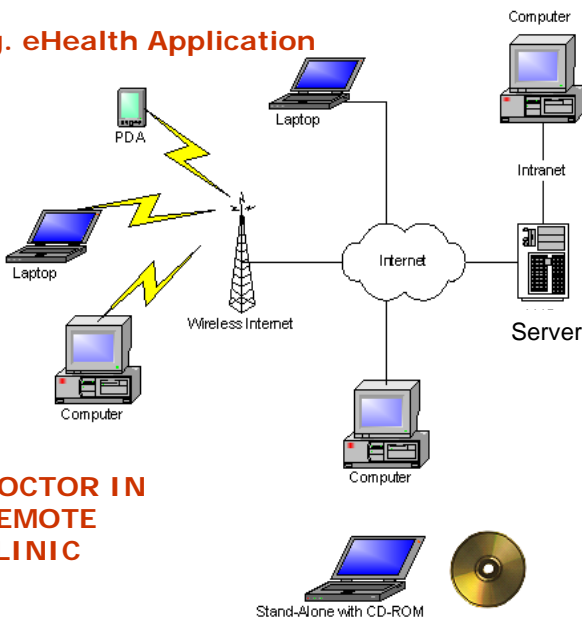 g. eHealth Application
Computer
PDA
Laptop
Intranet
Laptop
Internet
Wireless Internet
Server
Computer
Computer
OCTOR IN
EMOTE
LINIC
Stand-Alone with CD-ROM